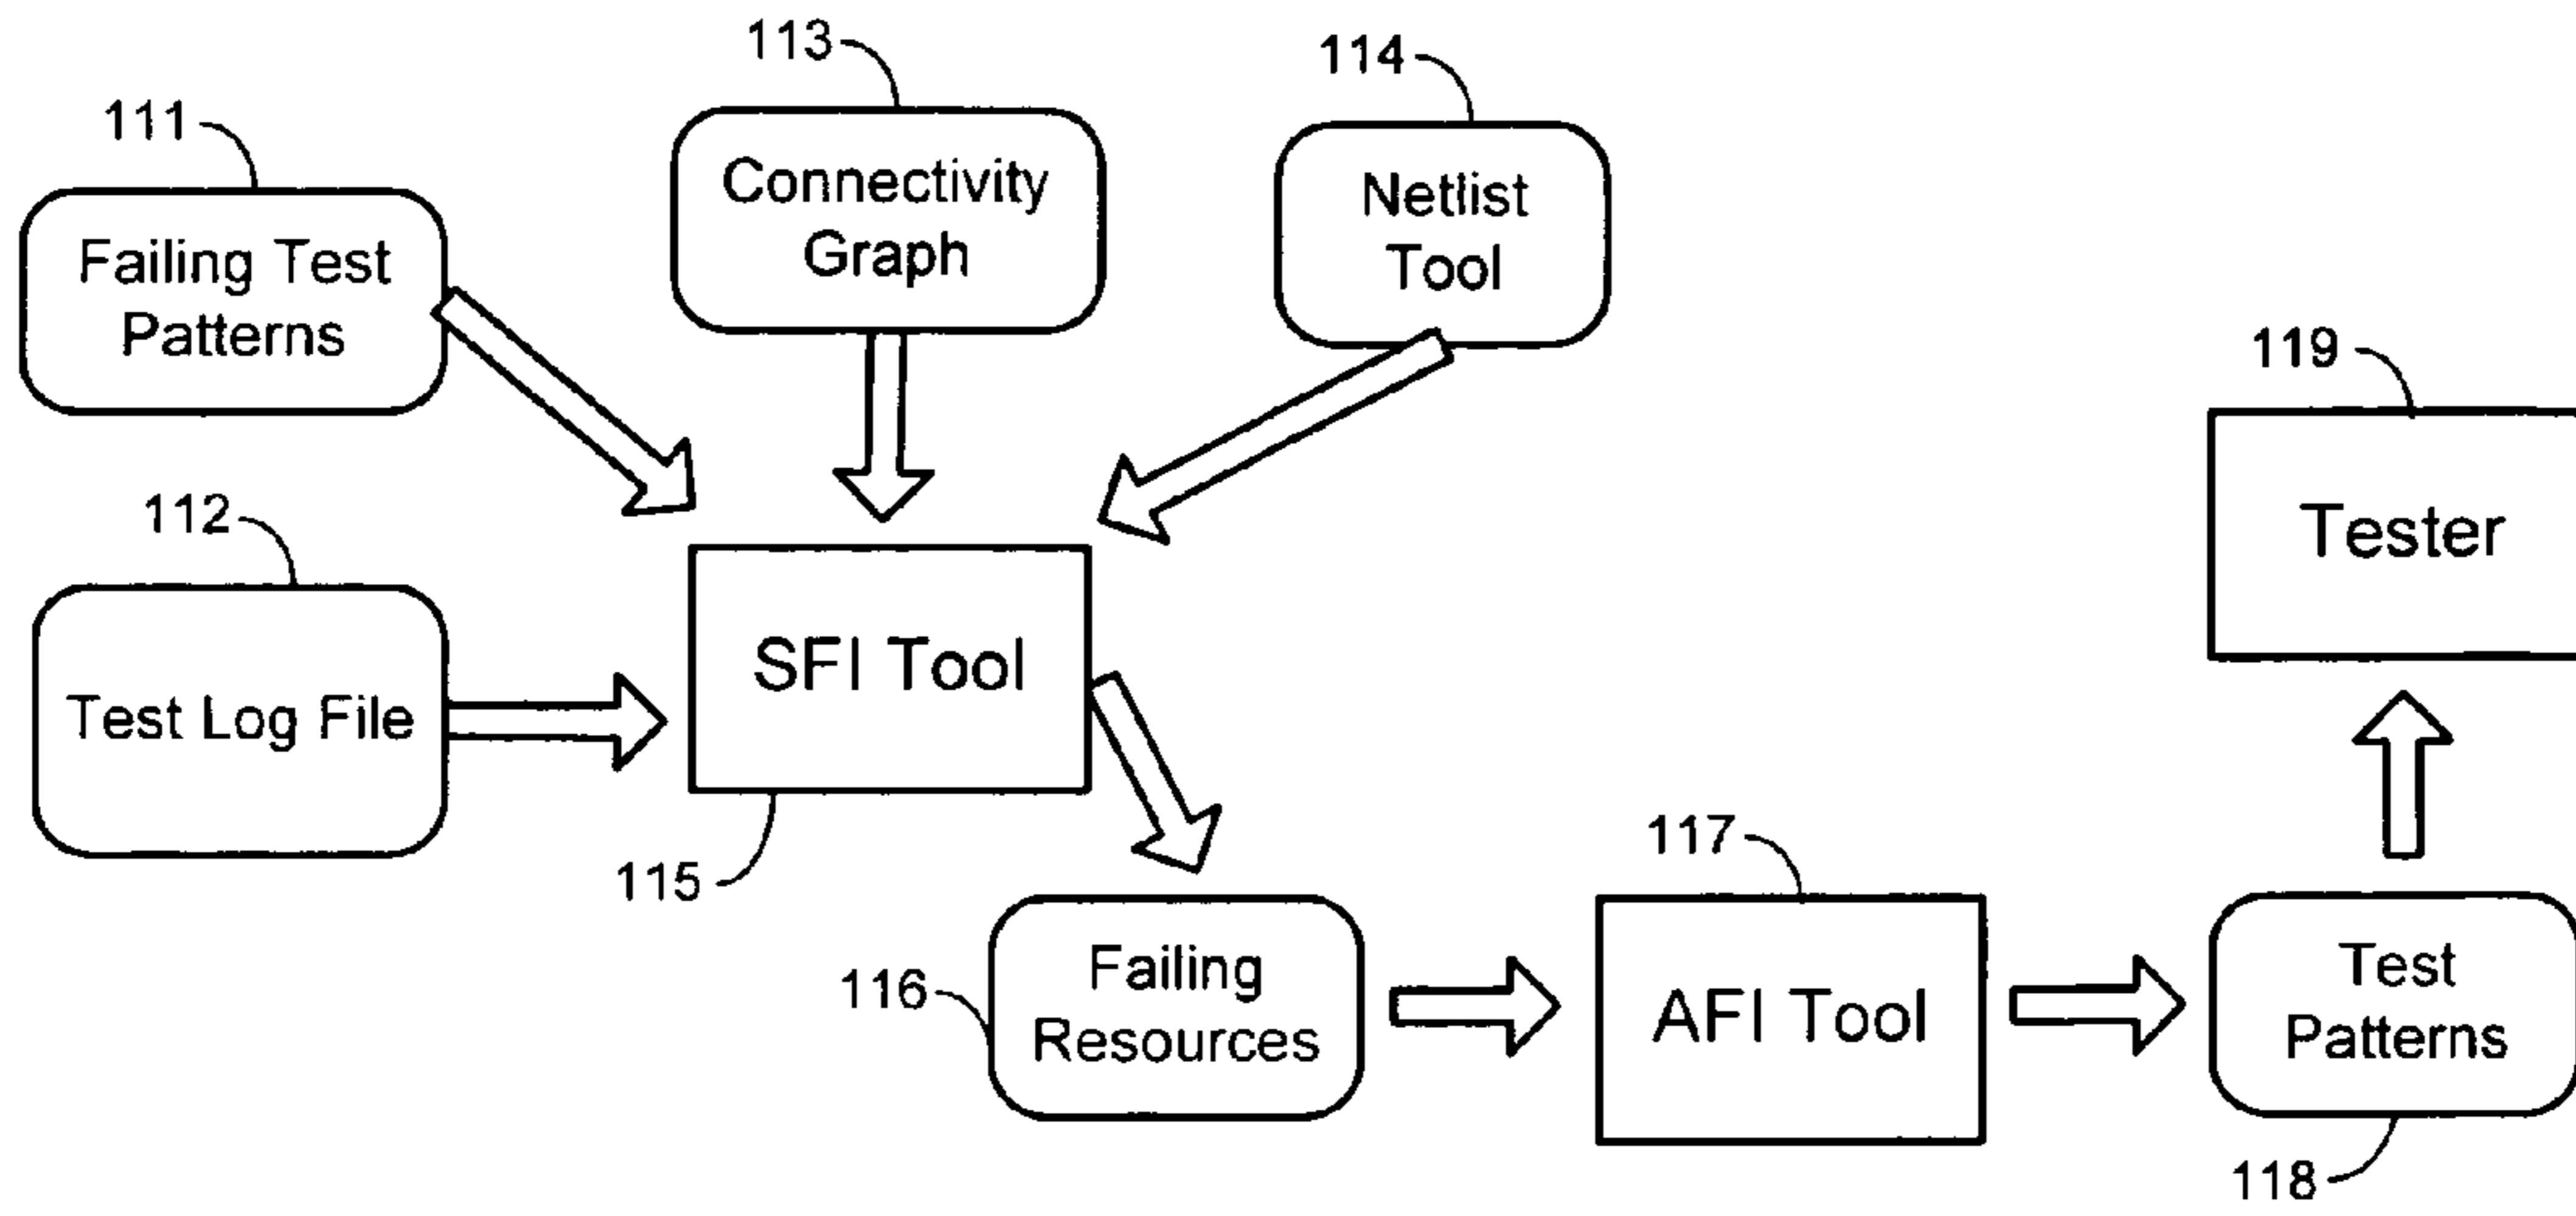 113
114
111
Connectivity
Graph
Netlist
Tool
Failing Test
Patterns
119
112
Tester
SFI Tool
Test Log File
115
117
116
Failing
Resources
AFI Tool
Test
Patterns
118